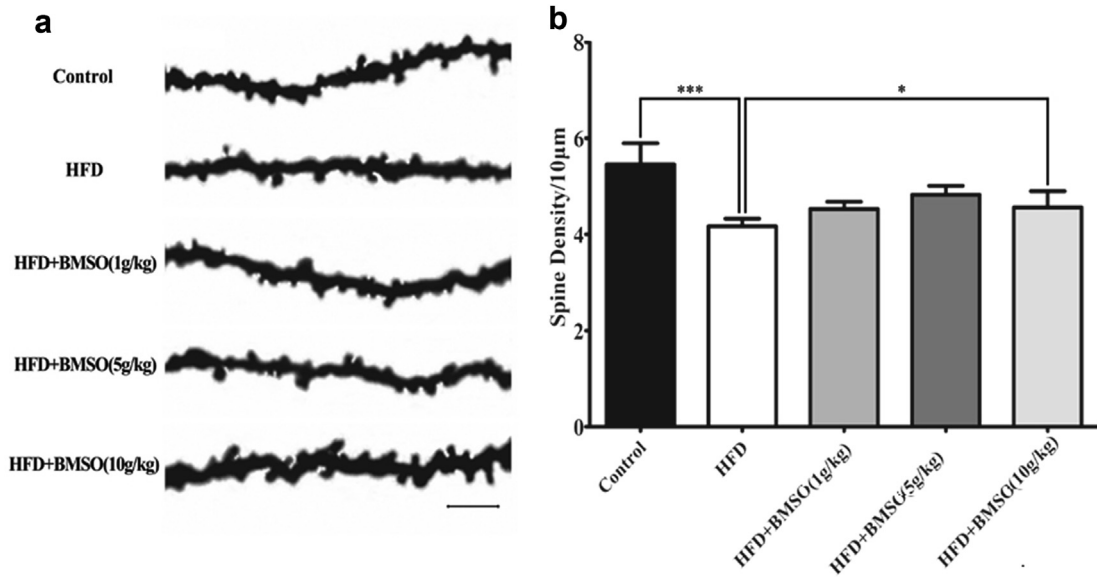 a
Control
HFD
HFD+BMSO(1g/kg)
HFD+BMSO(5g/kg)
HFD+BMSO(10g/kg)
b
Spine Density/10μm
8
6
4
2
0
***
*
Control
HFD
HFD+BMSO(1g/kg)
HFD+BMSO(5g/kg)
HFD+BMSO(10g/kg)